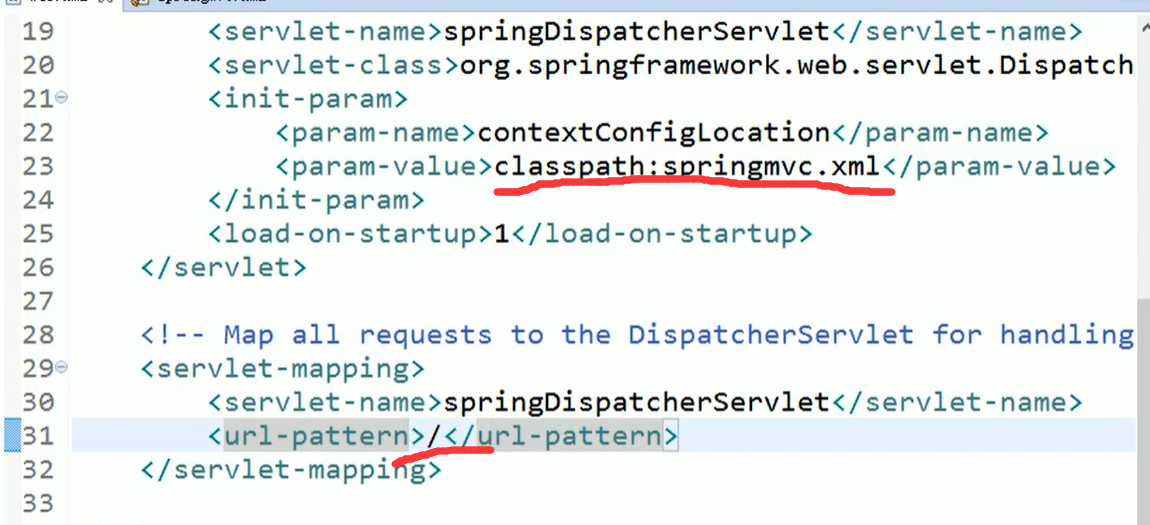 19 <servlet-name>springDispatcherServlet</servlet-name>
20 <servlet-class>org.springframework.web.servlet.Dispatch
21 <init-param>
22 <param-name>contextConfigLocation</param-name>
23 <param-value>classpath:springmvc.xml</param-value>
24 </init-param>
25 <load-on-startup>1</load-on-startup>
26 </servlet>
27
28 <!-- Map all requests to the DispatcherServlet for handling
29 <servlet-mapping>
30 <servlet-name>springDispatcherServlet</servlet-name>
31 <url-pattern>/</url-pattern>
32 </servlet-mapping>
33